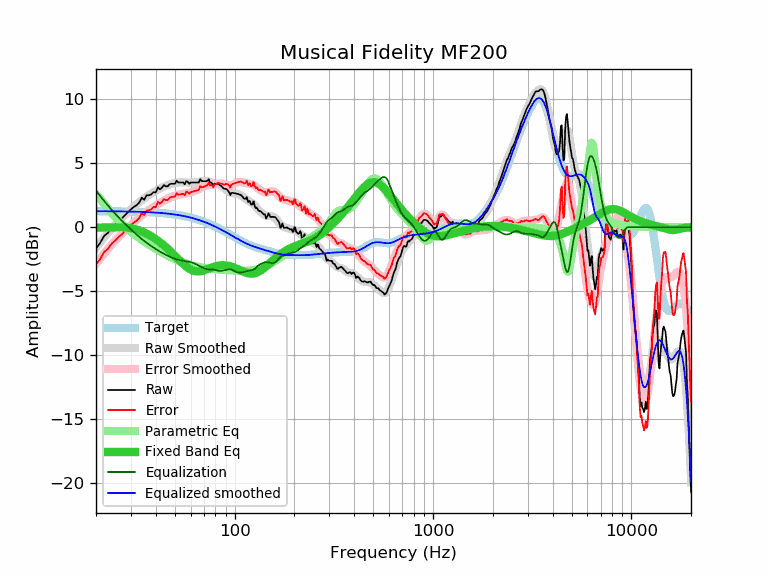 Musical Fidelity MF200
10
5
0
−5
−10
−15
−20
Amplitude (dBr)
Target
Raw Smoothed
Error Smoothed
Raw
Error
Parametric Eq
Fixed Band Eq
Equalization
Equalized smoothed
100
1000
10000
Frequency (Hz)